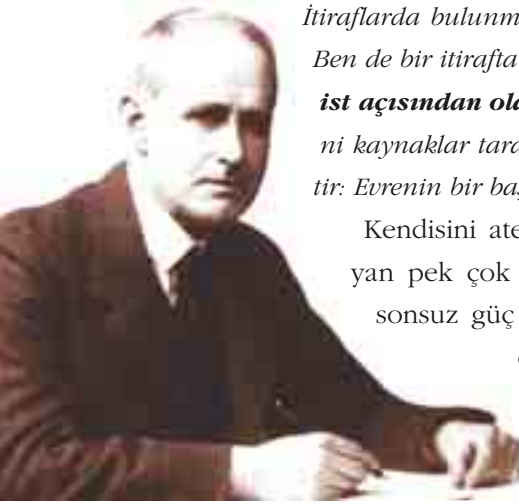 İtiraflarda bulunm
Ben de bir itirafta
ist açısından ola
ni kaynaklar tara
tir: Evrenin bir baş
Kendisini ate
yan pek çok
sonsuz güç